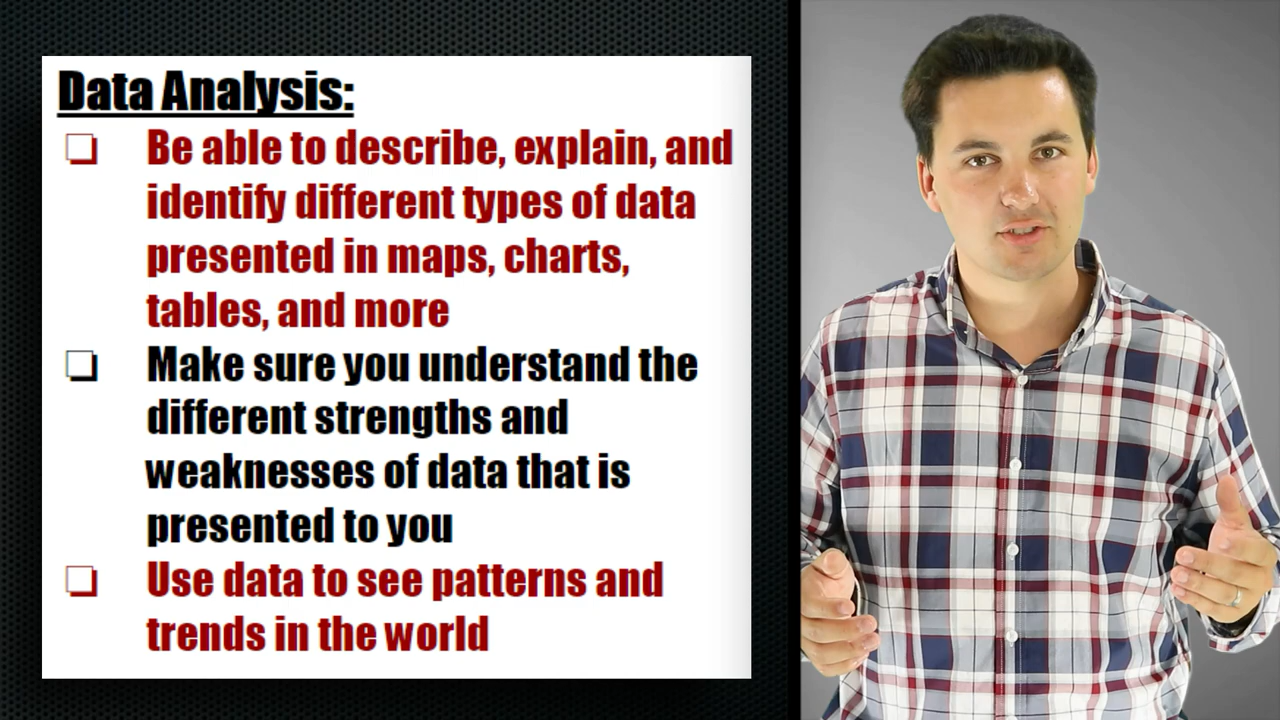 Data Analysis:
❏ Be able to describe, explain, and
identify different types of data
presented in maps, charts,
tables, and more
❏ Make sure you understand the
different strengths and
weaknesses of data that is
presented to you
❏ Use data to see patterns and
trends in the world